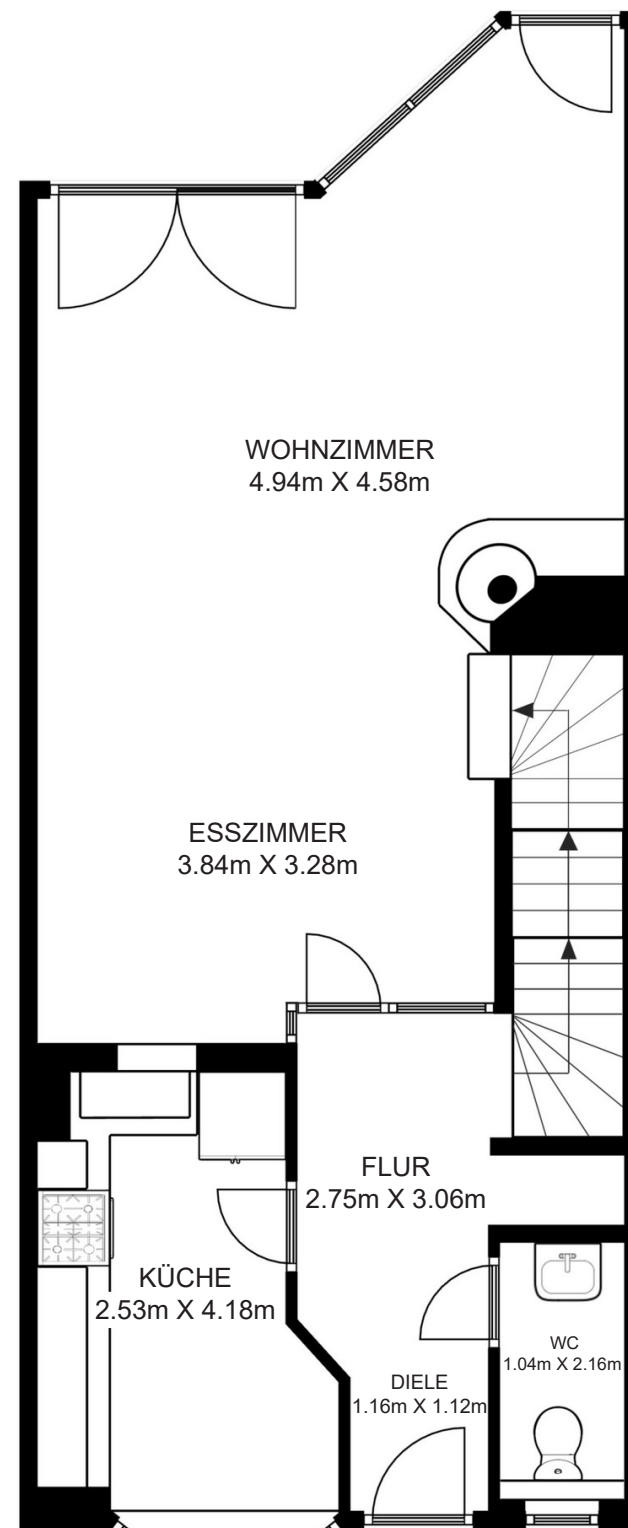 WOHNZIMMER
4.94m X 4.58m
ESSZIMMER
3.84m X 3.28m
FLUR
2.75m X 3.06m
KÜCHE
2.53m X 4.18m
WC
1.04m X 2.16m
DIELE
1.16m X 1.12m